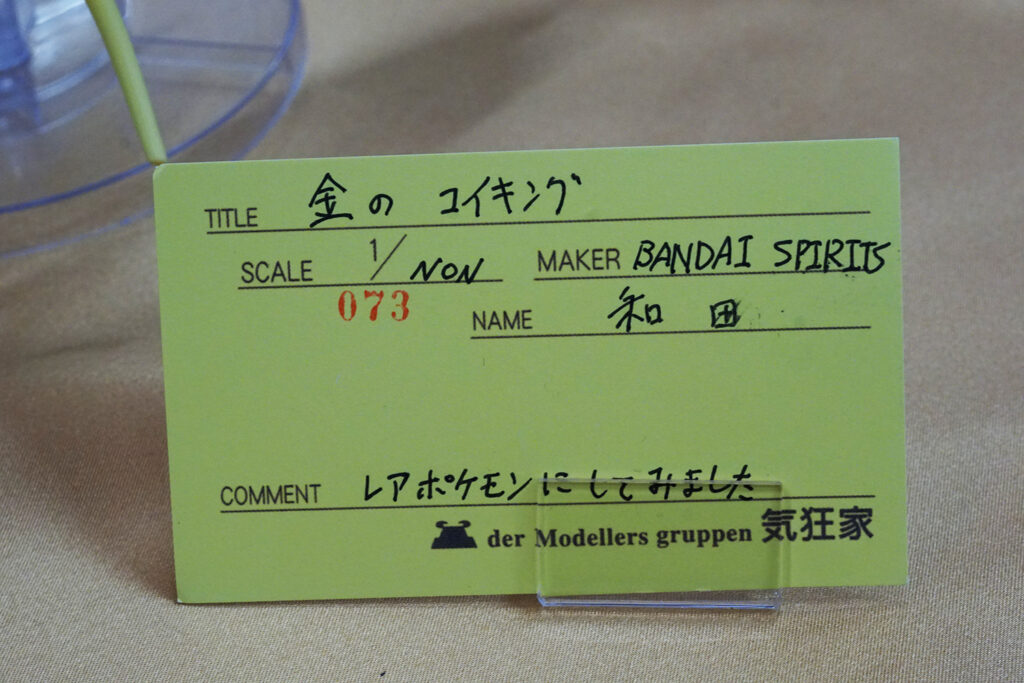 TITLE 金の コイキング
SCALE 1/NON MAKER BANDAI SPIRITS
073
NAME 和田
COMMENT レアポケモンにしてみました
der Modellers gruppen 気狂家